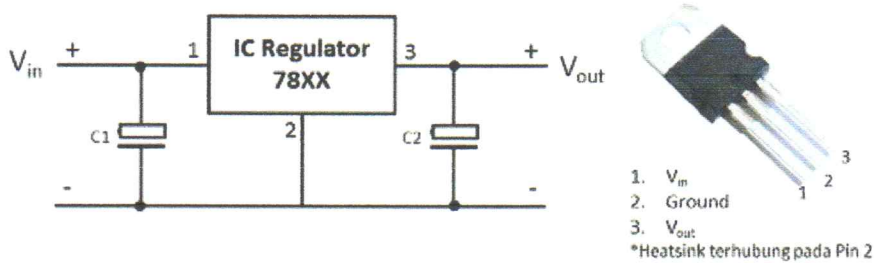 V_in + 1 IC Regulator 3 + V_out
78XX
C1 2 C2
- -
3
2
1
1. V_in
2. Ground
3. V_out
*Heatsink terhubung pada Pin 2